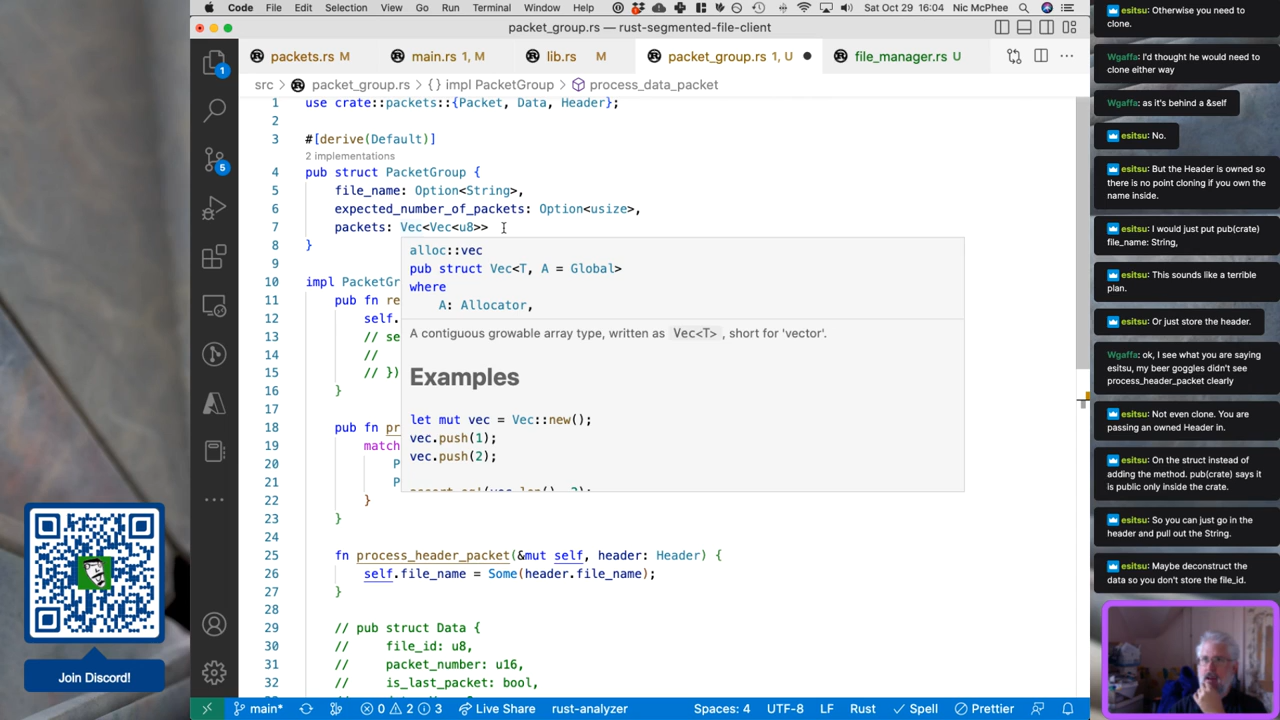 Code File Edit Selection View Go Run Terminal Window Help Sat Oct 29 16:04 Nic McPhee
packet_group.rs — rust-segmented-file-client
packets.rs M main.rs 1, M lib.rs M packet_group.rs 1, U file_manager.rs U
src > packet_group.rs > {} impl PacketGroup > process_data_packet
1 use crate::packets::{Packet, Data, Header};
2
3 #[derive(Default)]
2 implementations
4 pub struct PacketGroup {
5 file_name: Option<String>,
6 expected_number_of_packets: Option<usize>,
7 packets: Vec<Vec<u8>>
8 }
9
10 impl PacketGr
11 pub fn re
12 self.
13 // se
14 //
15 // })
16 }
17
18 pub fn pr
19 match
20 P
21 P
22 }
23 }
24
25 fn process_header_packet(&mut self, header: Header) {
26 self.file_name = Some(header.file_name);
27 }
28
29 // pub struct Data {
30 // file_id: u8,
31 // packet_number: u16,
32 // is_last_packet: bool,
alloc::vec
pub struct Vec<T, A = Global>
where
A: Allocator,
A contiguous growable array type, written as Vec<T>, short for 'vector'.
Examples
let mut vec = Vec::new();
vec.push(1);
vec.push(2);
1
5
main* 0 2 3 Live Share rust-analyzer Spaces: 4 UTF-8 LF Rust Spell Prettier
Join Discord!
esitsu: Otherwise you need to
clone.
Wgaffa: I'd thought he would need to
clone either way
Wgaffa: as it's behind a &self
esitsu: No.
esitsu: But the Header is owned so
there is no point cloning if you own the
name inside.
esitsu: I would just put pub(crate)
file_name: String,
esitsu: This sounds like a terrible
plan.
esitsu: Or just store the header.
Wgaffa: ok, I see what you are saying
esitsu, my beer goggles didn't see
process_header_packet clearly
esitsu: Not even clone. You are
passing an owned Header in.
esitsu: On the struct instead of
adding the method. pub(crate) says it
is public only inside the crate.
esitsu: So you can just go in the
header and pull out the String.
esitsu: Maybe deconstruct the
data so you don't store the file_id.